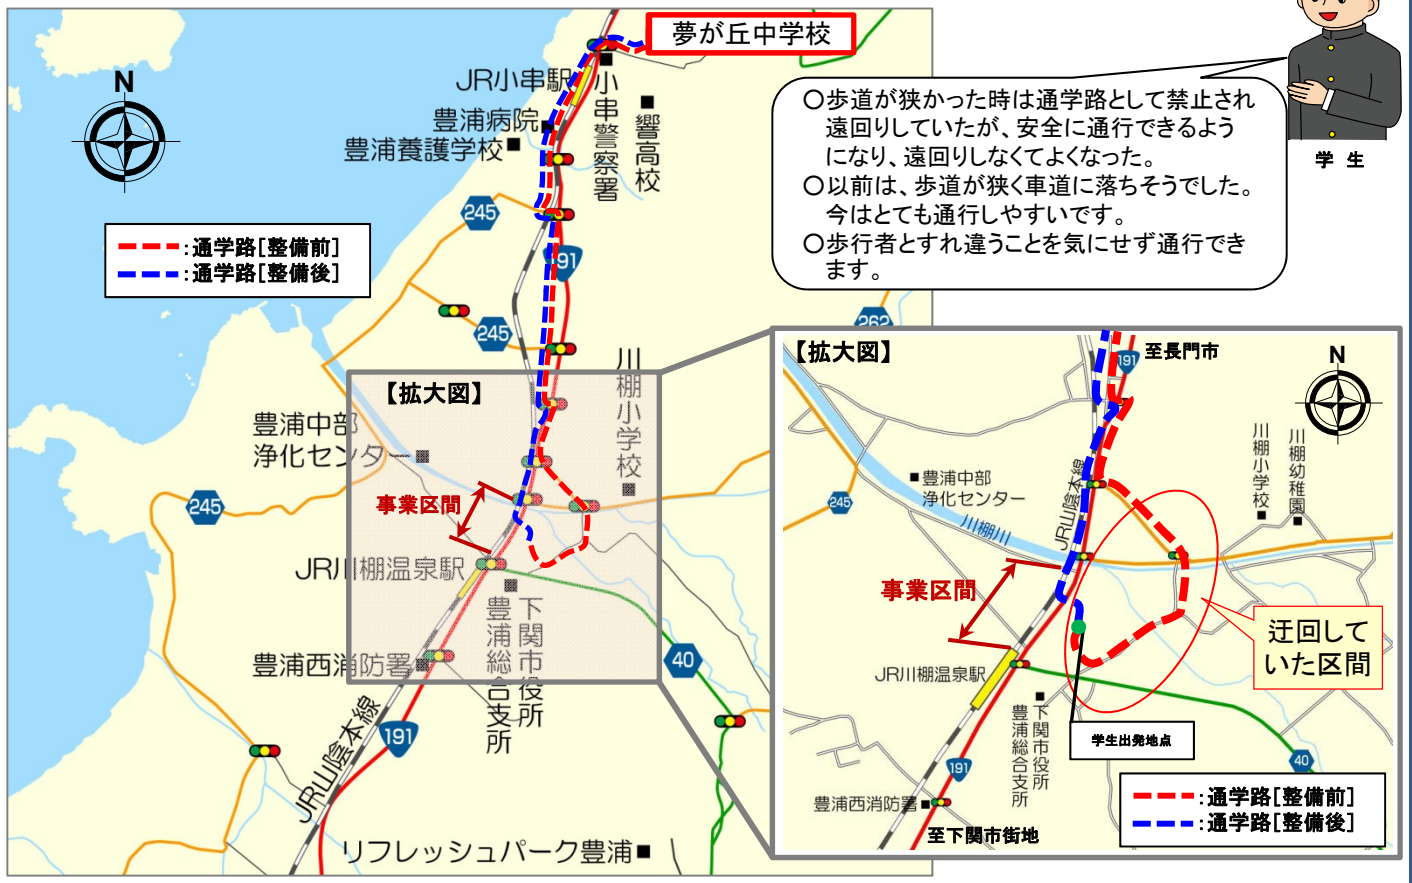 夢が丘中学校
JR小串駅
小串警察署
響高校
豊浦病院
豊浦養護学校
N
245
191
:通学路[整備前]
:通学路[整備後]
245
262
【拡大図】
川棚小学校
豊浦中部
浄化センタ
245
事業区間
JR川棚温泉駅
下関市役所
豊浦総合支所
豊浦西消防署
40
191
JR山陰本線
リフレッシュパーク豊浦
〇歩道が狭かった時は通学路として禁止され
遠回りしていたが、安全に通行できるよう
になり、遠回りしなくてよくなった。
〇以前は、歩道が狭く車道に落ちそうでした。
今はとても通行しやすいです。
〇歩行者とすれ違うことを気にせず通行でき
ます。
学 生
【拡大図】
191
至長門市
N
川棚小学校
川棚幼稚園
豊浦中部
浄化センター
245
川棚川
JR山陰本線
事業区間
迂回して
いた区間
JR川棚温泉駅
下関市役所
豊浦総合支所
学生出発地点
191
40
豊浦西消防署
至下関市街地
:通学路[整備前]
:通学路[整備後]